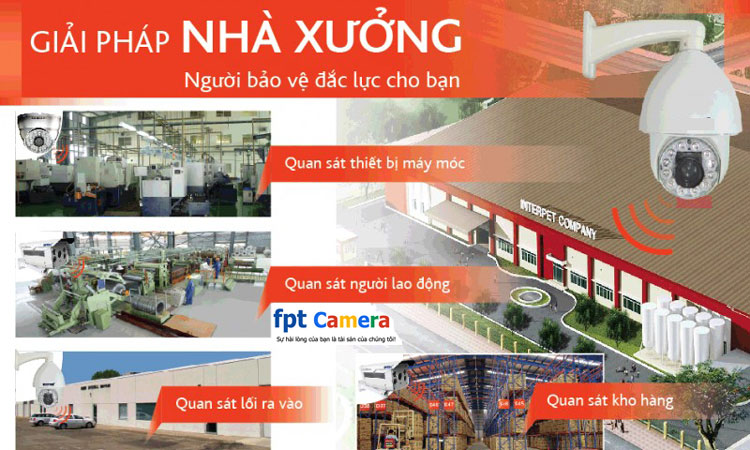 GIẢI PHÁP NHÀ XƯỞNG
Người bảo vệ đắc lực cho bạn
Quan sát thiết bị máy móc
INTERPET COMPANY
Quan sát người lao động
fpt Camera
Sự hài lòng của bạn là tài sản của chúng tôi!
Quan sát lối ra vào
Quan sát kho hàng